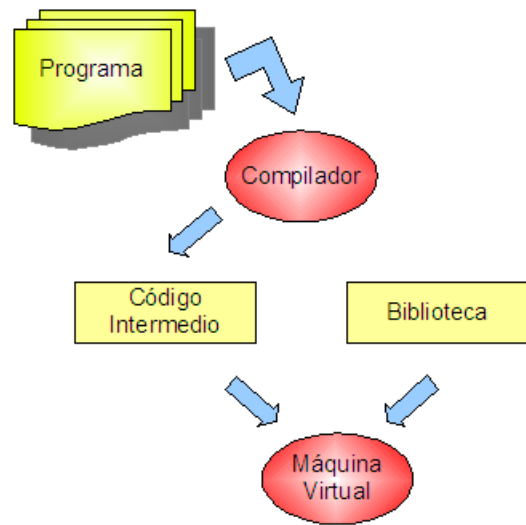 Programa
Compilador
Código
Intermedio
Biblioteca
Máquina
Virtual